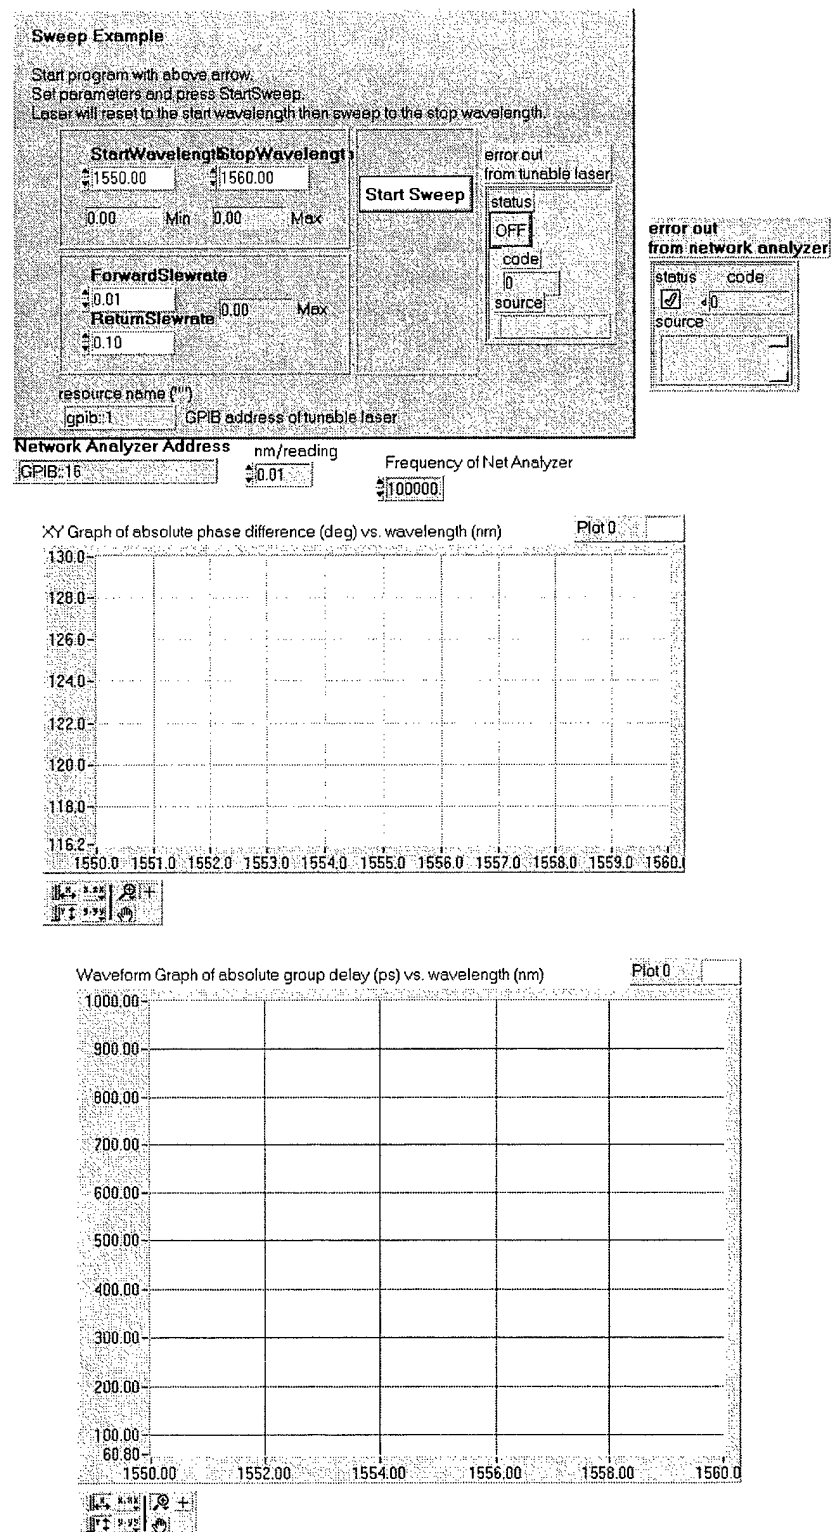 Sweep Example
Start program with above arrow.
Set parameters and press StartSweep.
Laser will reset to the start wavelength then sweep to the stop wavelength.
StartWavelength StopWavelength
1550.00 1560.00
0.00 Min 0.00 Max
Start Sweep
error out
from tunable laser
status
OFF
code
0
source
ForwardSlewrate
0.01
ReturnSlewrate
0.00 Max
0.10
resource name ("")
gpib::1 GPIB address of tunable laser
error out
from network analyzer
status code
0
source
Network Analyzer Address
GPIB::16
nm/reading
0.01
Frequency of Net Analyzer
100000
XY Graph of absolute phase difference (deg) vs. wavelength (nm)
Plot 0
130.0
128.0
126.0
124.0
122.0
120.0
118.0
116.2
1550.0 1551.0 1552.0 1553.0 1554.0 1555.0 1556.0 1557.0 1558.0 1559.0 1560.
Waveform Graph of absolute group delay (ps) vs. wavelength (nm)
Plot 0
1000.00
900.00
800.00
700.00
600.00
500.00
400.00
300.00
200.00
100.00
60.80
1550.00 1552.00 1554.00 1556.00 1558.00 1560.0